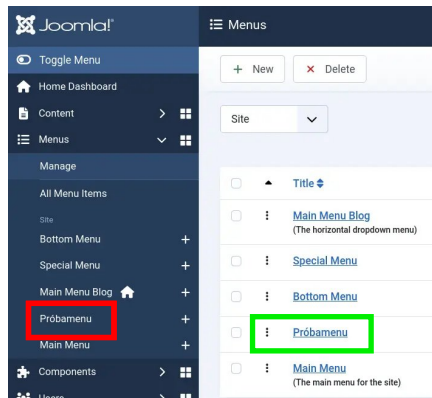 Joomla!®
Toggle Menu
Home Dashboard
Content
Menus
Manage
All Menu Items
Site
Bottom Menu
Special Menu
Main Menu Blog
Próbamenu
Main Menu
Components
Users
Menus
+ New
× Delete
Site
Title
Main Menu Blog
(The horizontal dropdown menu)
Special Menu
Bottom Menu
Próbamenu
Main Menu
(The main menu for the site)